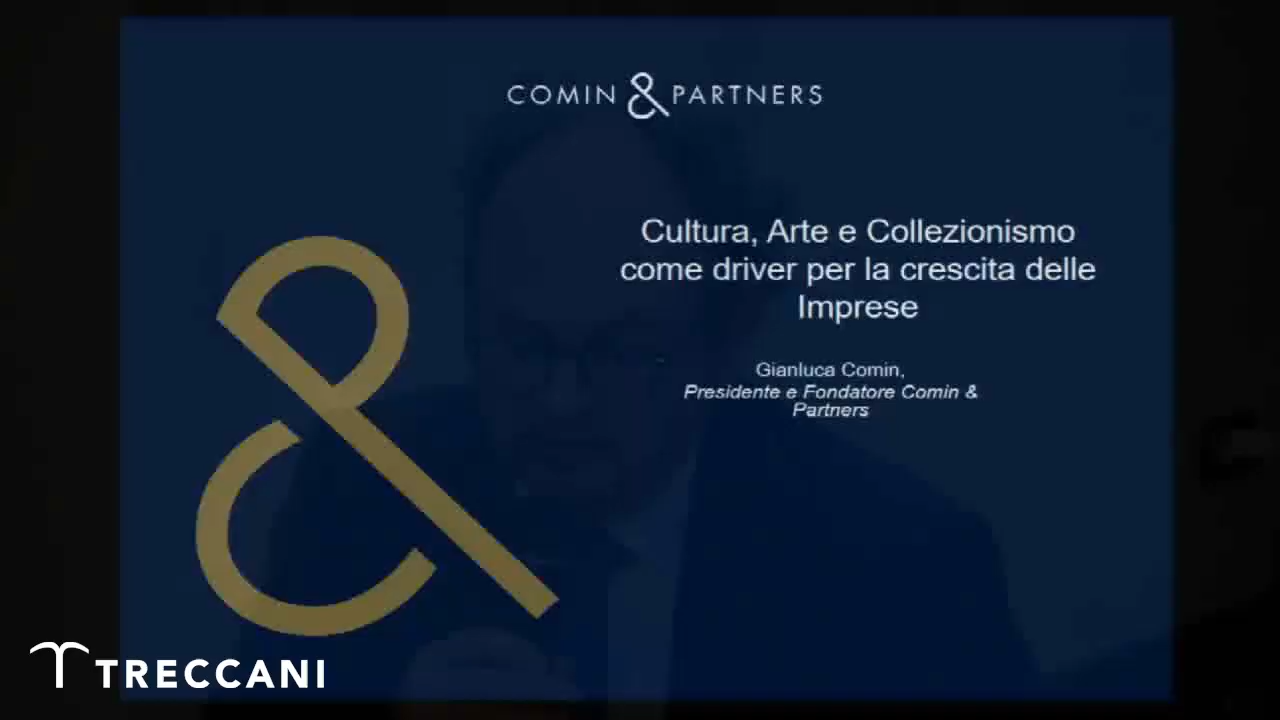 COMIN & PARTNERS
Cultura, Arte e Collezionismo
come driver per la crescita delle
Imprese
Gianluca Comin,
Presidente e Fondatore Comin &
Partners
&
TRECCANI